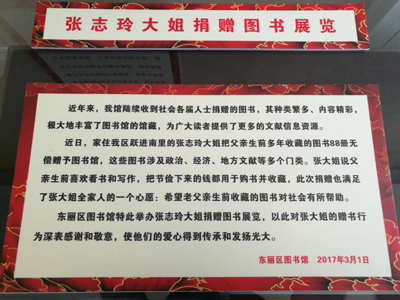 张志玲大姐捐赠图书展览
近年来，我馆陆续收到社会各届人士捐赠的图书，其种类繁多、内容精彩，
极大地丰富了图书馆的馆藏，为广大读者提供了更多的文献信息资源。
近日，家住我区跃进南里的张志玲大姐把父亲生前多年收藏的图书88册无
偿赠予图书馆，这些图书涉及政治、经济、地方文献等多个门类。张大姐说父
亲生前喜欢看书和写作，把节俭下来的钱都用于购书并收藏，此次捐赠也满足
了张大姐全家人的一个心愿：希望老父亲生前收藏的图书对社会有所帮助。
东丽区图书馆特此举办张志玲大姐捐赠图书展览，以此对张大姐的赠书行
为深表感谢和敬意，使他们的爱心得到传承和发扬光大。
东丽区图书馆 2017年3月1日